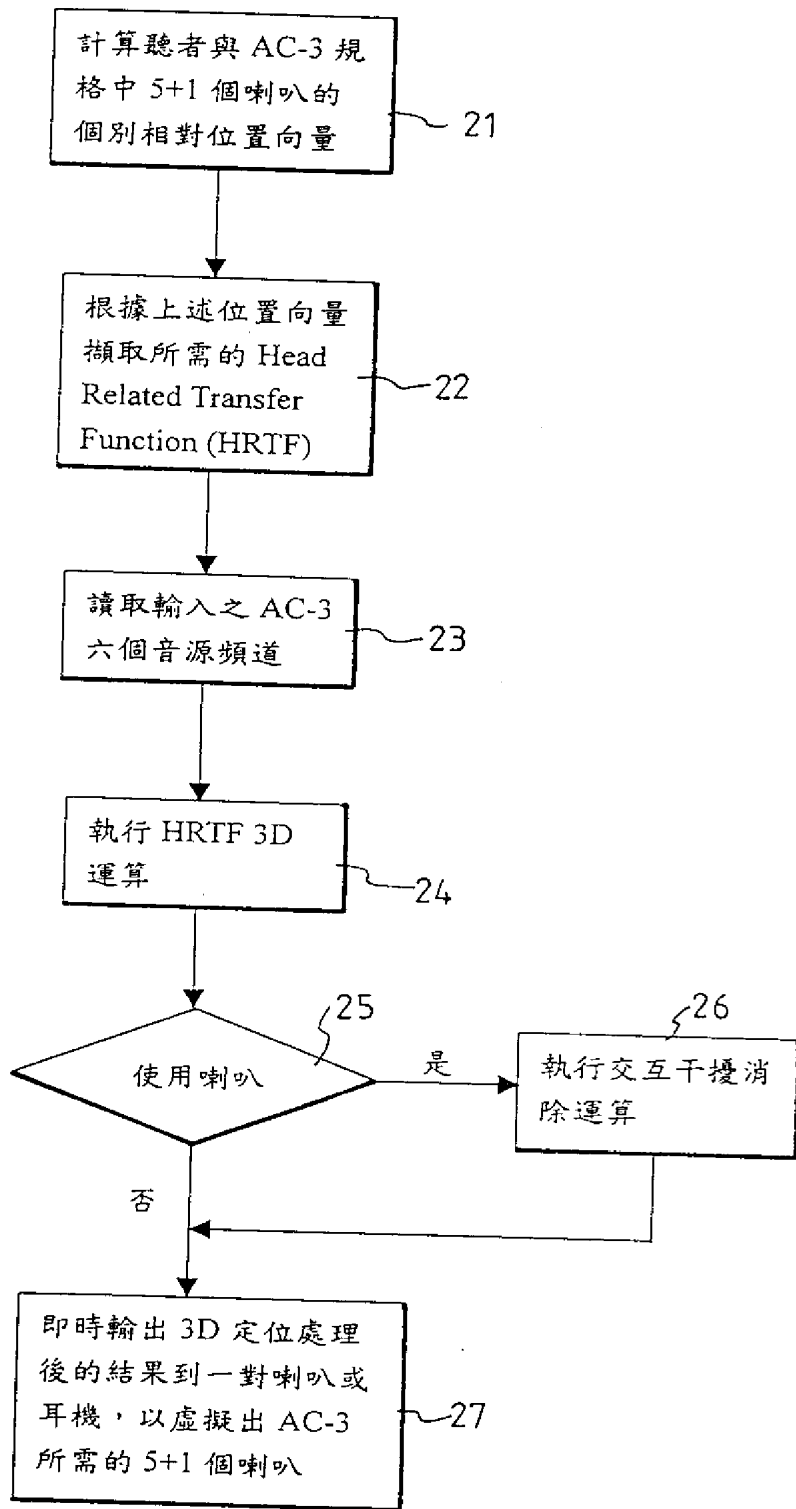 計算聽者與 AC-3 規
格中 5+1 個喇叭的
個別相對位置向量
21
根據上述位置向量
擷取所需的 Head
Related Transfer
Function (HRTF)
22
讀取輸入之 AC-3
六個音源頻道
23
執行 HRTF 3D
運算
24
使用喇叭
25
是
26
執行交互干擾消
除運算
否
即時輸出 3D 定位處理
後的結果到一對喇叭或
耳機，以虛擬出 AC-3
所需的 5+1 個喇叭
27